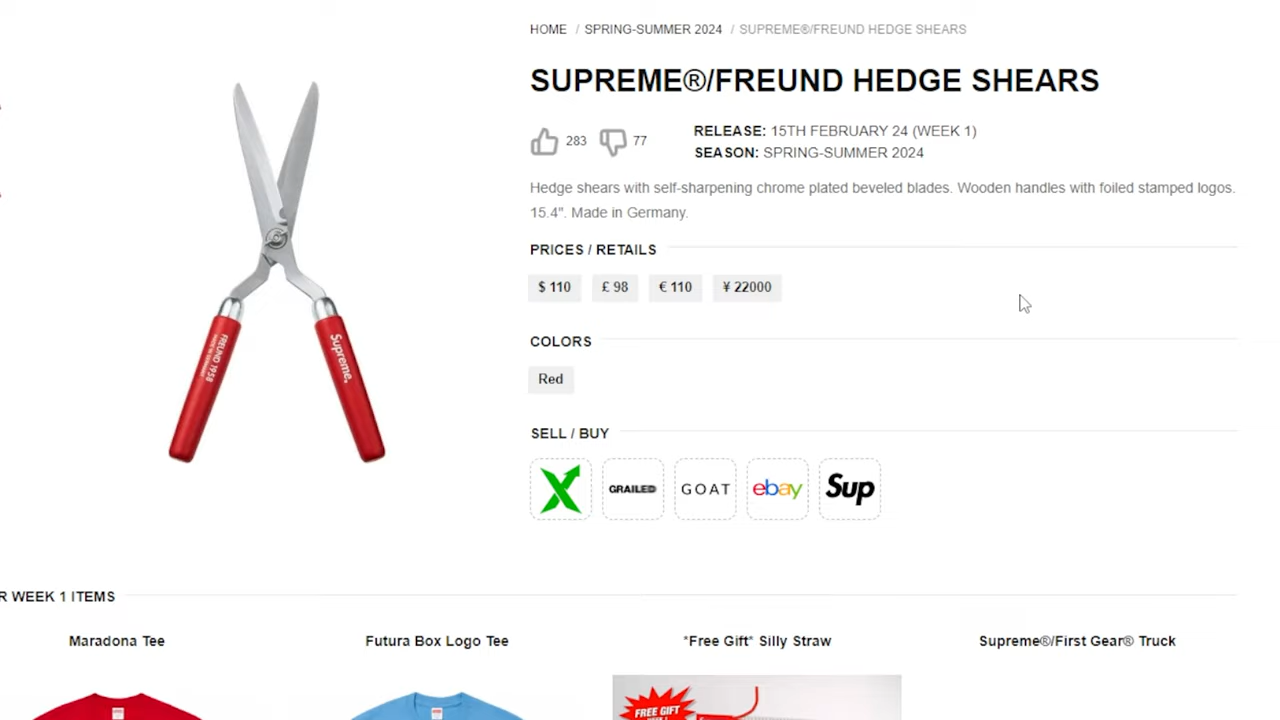 HOME / SPRING-SUMMER 2024 / SUPREME®/FREUND HEDGE SHEARS
SUPREME®/FREUND HEDGE SHEARS
283 77
RELEASE: 15TH FEBRUARY 24 (WEEK 1)
SEASON: SPRING-SUMMER 2024
Hedge shears with self-sharpening chrome plated beveled blades. Wooden handles with foiled stamped logos.
15.4". Made in Germany.
PRICES / RETAILS
$ 110 £ 98 € 110 ¥ 22000
COLORS
Red
SELL / BUY
GRAILED GOAT ebay Sup
FREUND 1958
Supreme.
R WEEK 1 ITEMS
Maradona Tee
Futura Box Logo Tee
*Free Gift* Silly Straw
Supreme®/First Gear® Truck
FREE GIFT